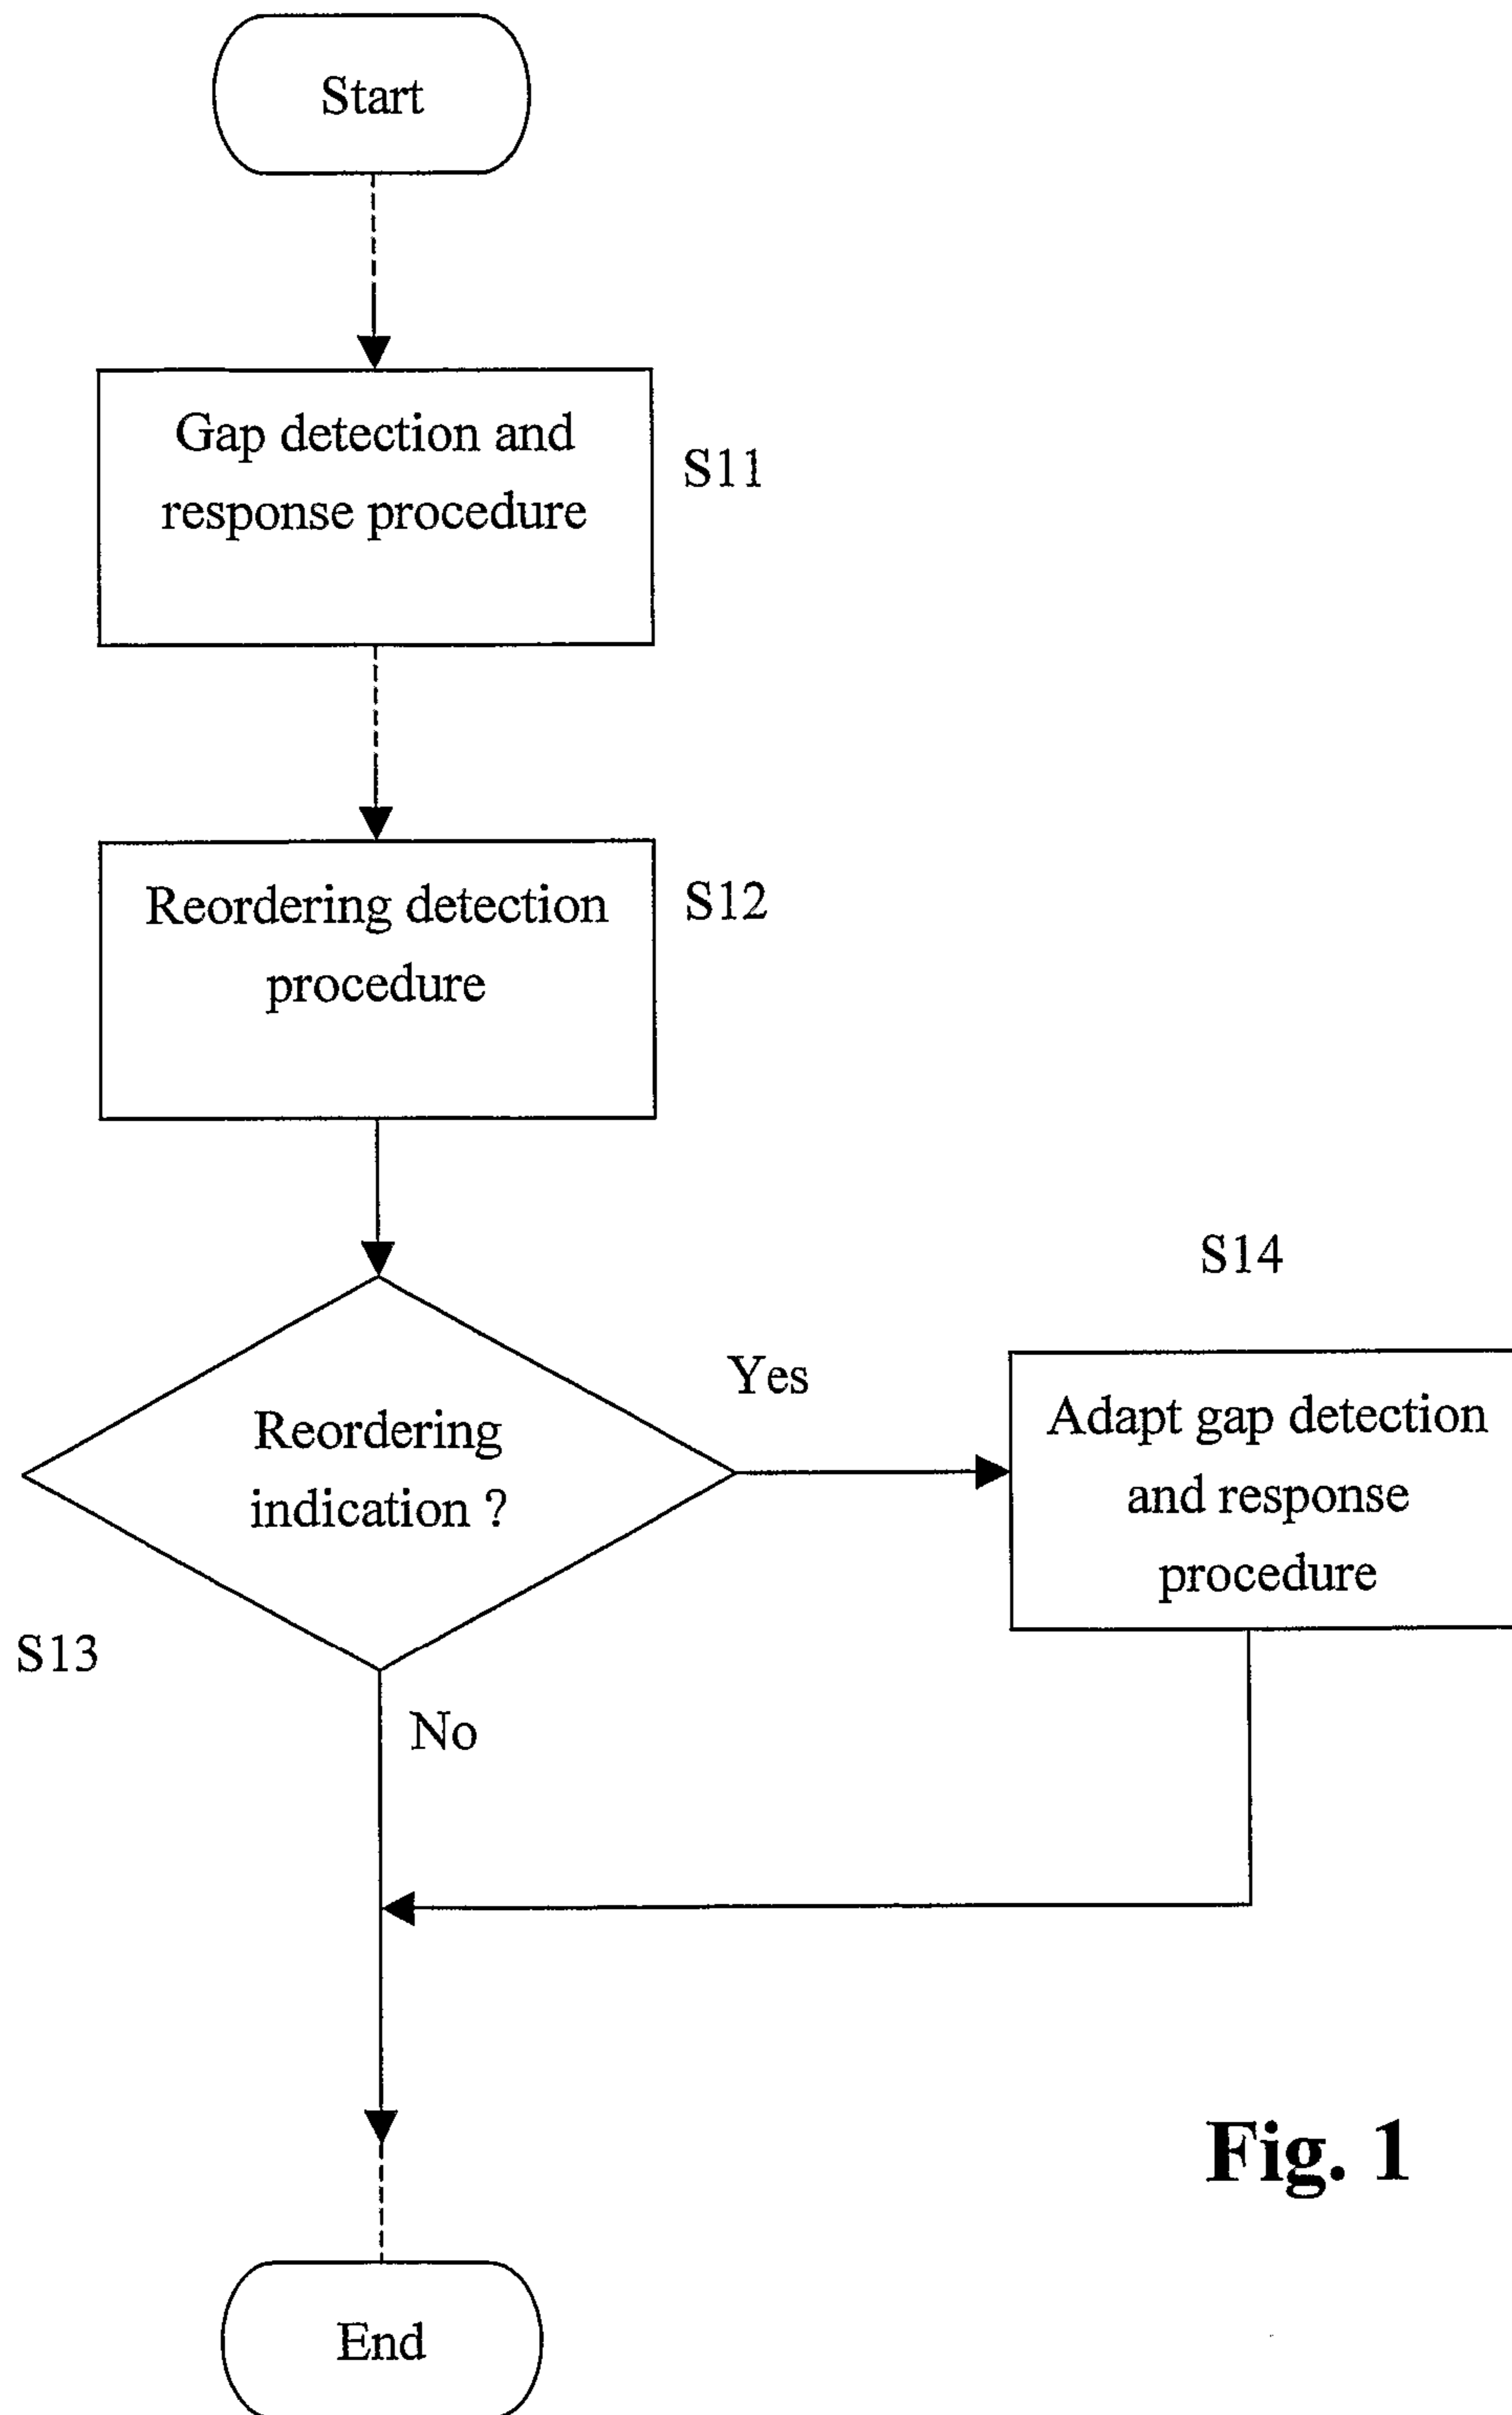 Start
Gap detection and
response procedure
S11
Reordering detection
procedure
S12
S14
Yes
Reordering
indication ?
Adapt gap detection
and response
procedure
S13
No
Fig. 1
End